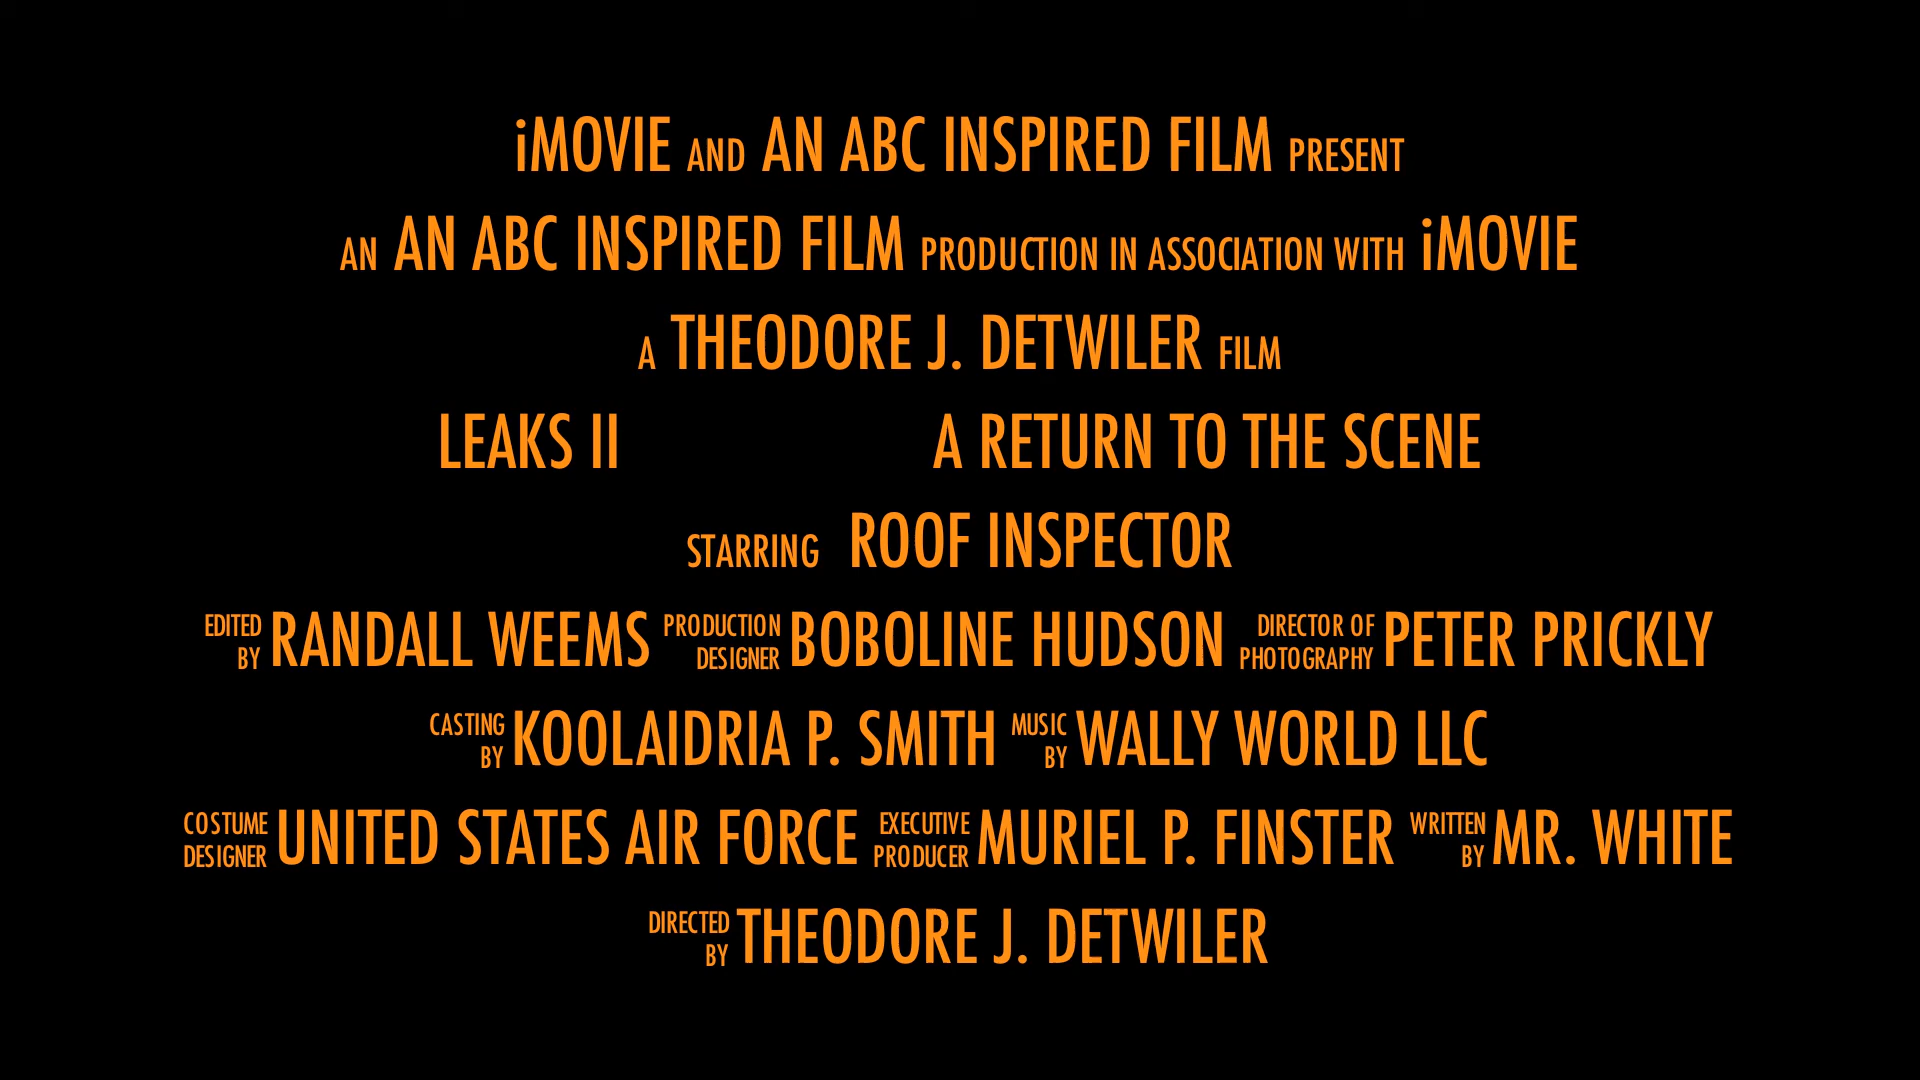 iMOVIE AND AN ABC INSPIRED FILM PRESENT
AN AN ABC INSPIRED FILM PRODUCTION IN ASSOCIATION WITH iMOVIE
A THEODORE J. DETWILER FILM
LEAKS II A RETURN TO THE SCENE
STARRING ROOF INSPECTOR
EDITED BY RANDALL WEEMS PRODUCTION DESIGNER BOBOLINE HUDSON DIRECTOR OF PHOTOGRAPHY PETER PRICKLY
CASTING BY KOOLAIDRIA P. SMITH MUSIC BY WALLY WORLD LLC
COSTUME DESIGNER UNITED STATES AIR FORCE EXECUTIVE PRODUCER MURIEL P. FINSTER WRITTEN BY MR. WHITE
DIRECTED BY THEODORE J. DETWILER